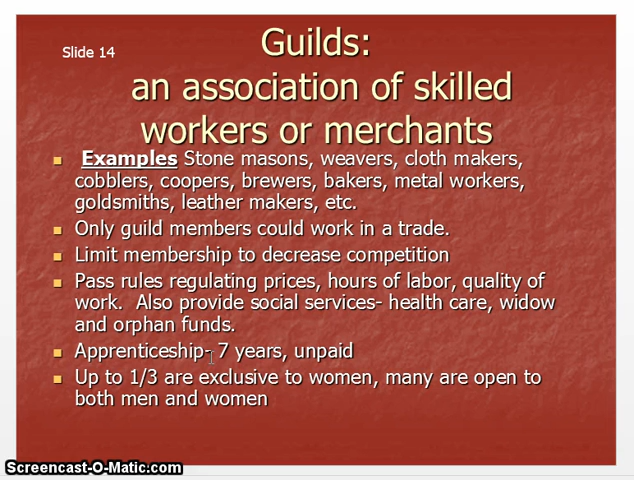 Slide 14
Guilds:
an association of skilled
workers or merchants
Examples Stone masons, weavers, cloth makers,
cobblers, coopers, brewers, bakers, metal workers,
goldsmiths, leather makers, etc.
Only guild members could work in a trade.
Limit membership to decrease competition
Pass rules regulating prices, hours of labor, quality of
work. Also provide social services- health care, widow
and orphan funds.
Apprenticeship- 7 years, unpaid
Up to 1/3 are exclusive to women, many are open to
both men and women
Screencast-O-Matic.com